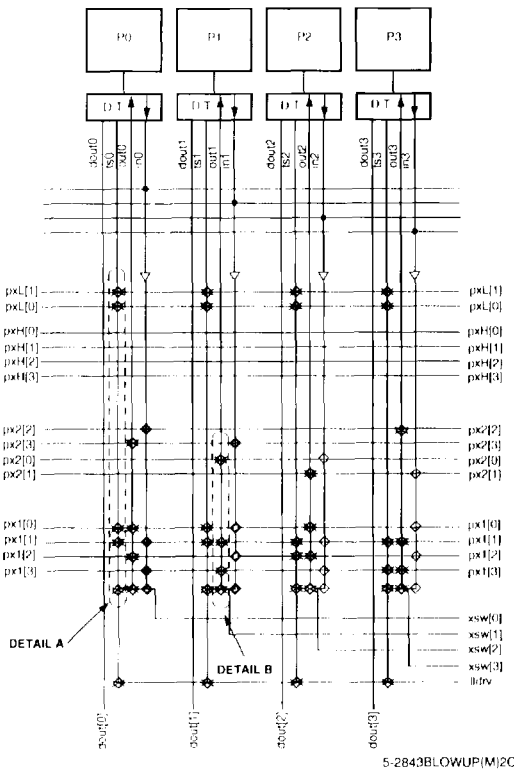 P0 P1 P2 P3
DT DT DT DT
dout0 ts0 out0 in0 dout1 ts1 out1 in1 dout2 ts2 out2 in2 dout3 ts3 out3 in3
pxL[1] pxL[1]
pxL[0] pxL[0]
pxH[0] pxH[0]
pxH[1] pxH[1]
pxH[2] pxH[2]
pxH[3] pxH[3]
px2[2] px2[2]
px2[3] px2[3]
px2[0] px2[0]
px2[1] px2[1]
px1[0] px1[0]
px1[1] px1[1]
px1[2] px1[2]
px1[3] px1[3]
xsw[0]
xsw[1]
DETAIL A
xsw[2]
DETAIL B
xsw[3]
lldrv
dout[0] dout[1] dout[2] dout[3]
5-2843BLOWUP(M)2C